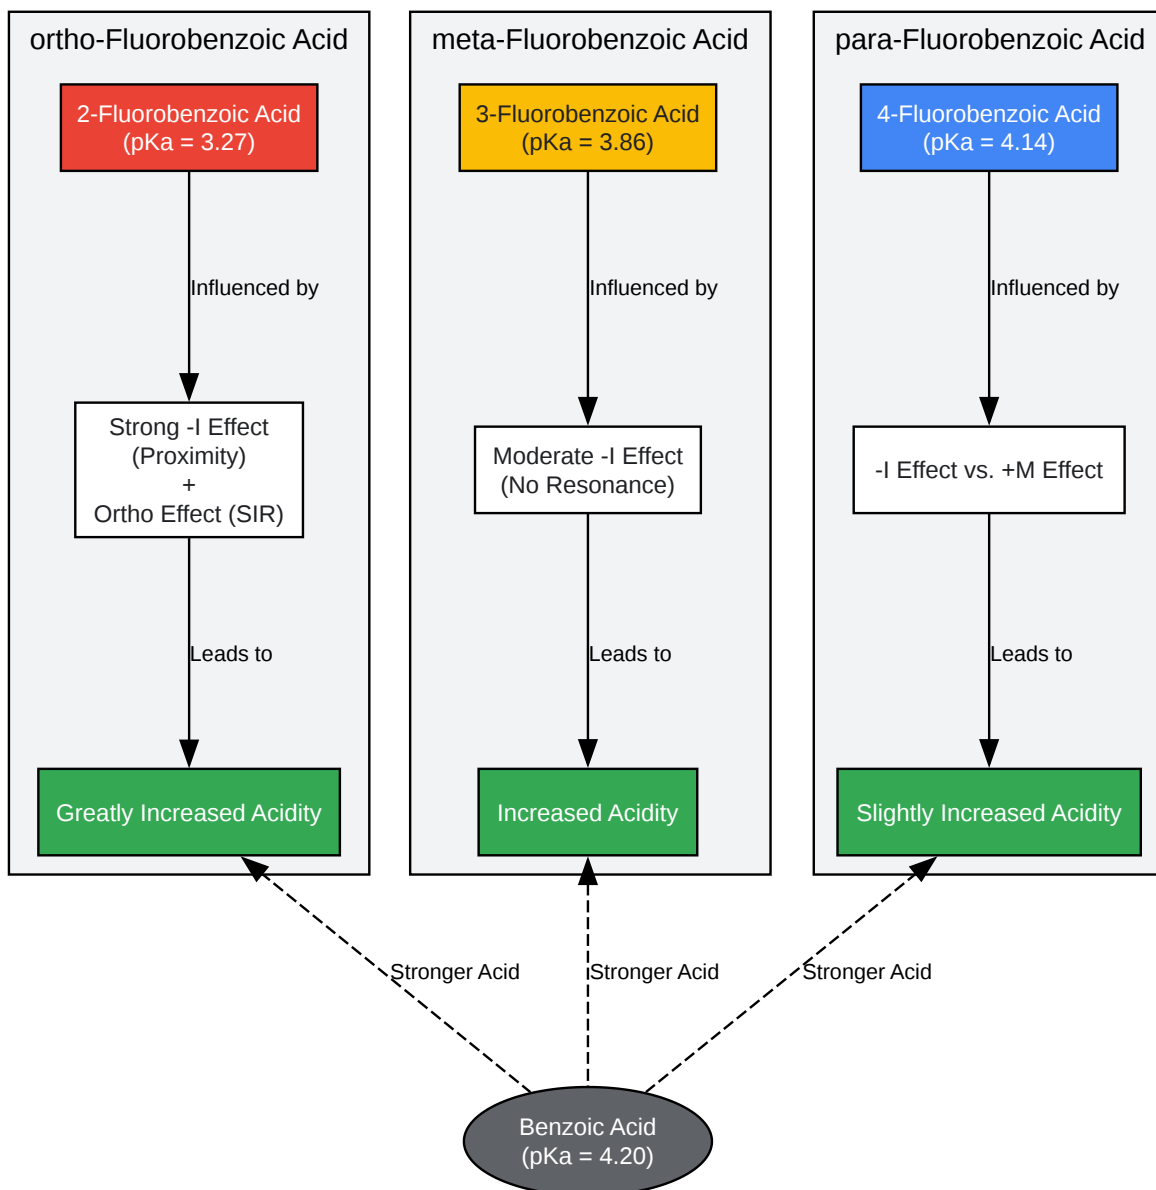 ortho-Fluorobenzoic Acid
2-Fluorobenzoic Acid
(pKa = 3.27)
Influenced by
Strong -I Effect
(Proximity)
+
Ortho Effect (SIR)
Leads to
Greatly Increased Acidity
meta-Fluorobenzoic Acid
3-Fluorobenzoic Acid
(pKa = 3.86)
Influenced by
Moderate -I Effect
(No Resonance)
Leads to
Increased Acidity
para-Fluorobenzoic Acid
4-Fluorobenzoic Acid
(pKa = 4.14)
Influenced by
-I Effect vs. +M Effect
Leads to
Slightly Increased Acidity
Stronger Acid
Stronger Acid
Stronger Acid
Benzoic Acid
(pKa = 4.20)